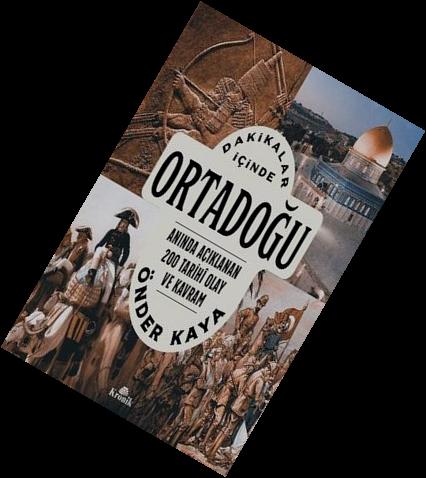 DAKİKALAR
İÇİNDE
ORTADOĞU
ANINDA AÇIKLANAN
200 TARİHİ OLAY
VE KAVRAM
ÖNDER KAYA
Kronik